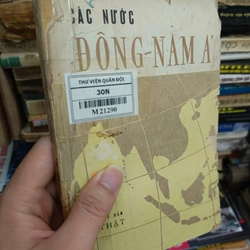 CÁC NƯỚC
ĐÔNG-NAM Á
THƯ VIỆN QUÂN ĐỘI
30N
M 21290